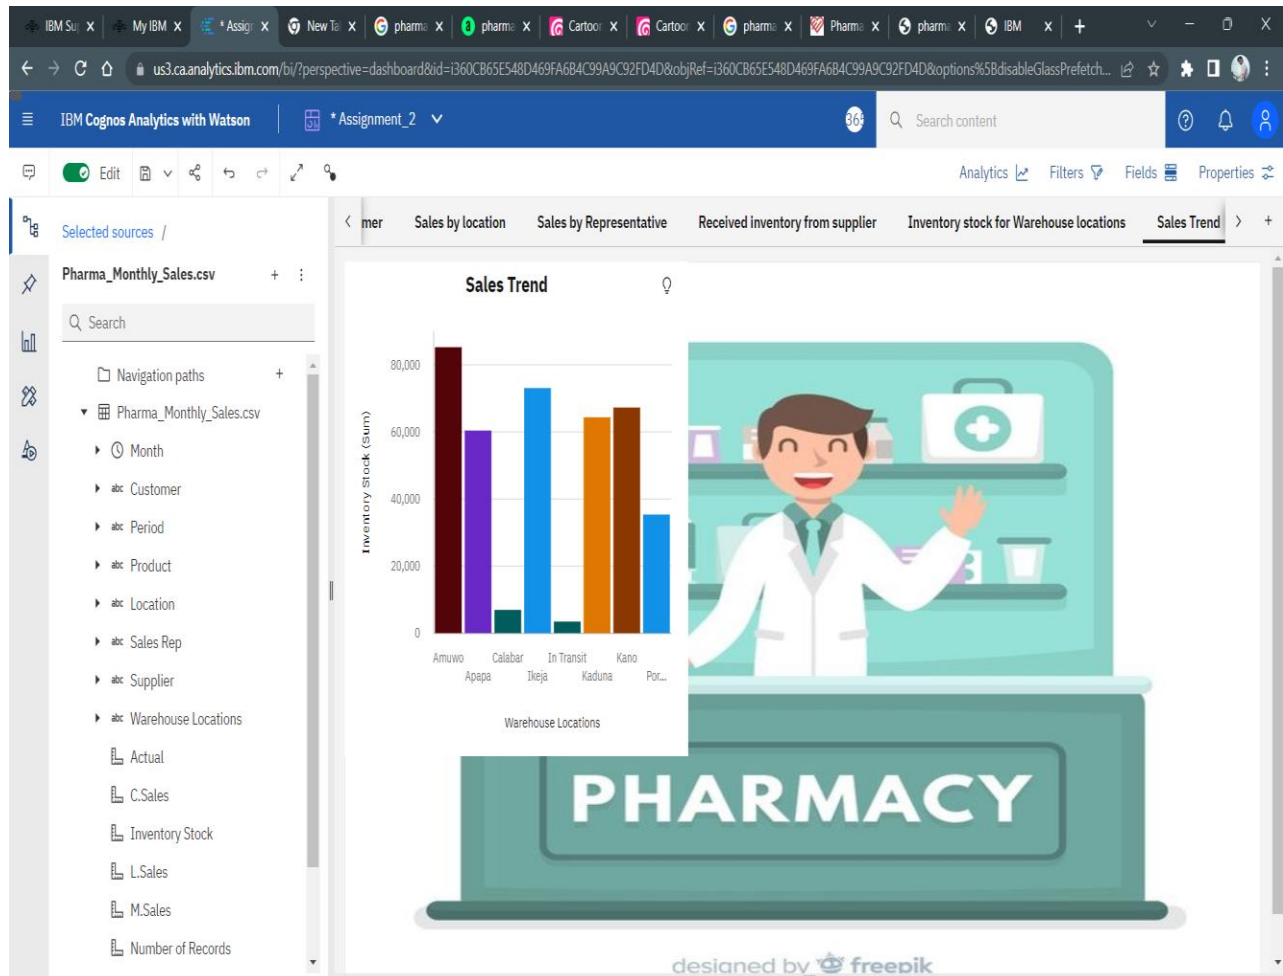 IBM Su
My IBM
* Assign
New Ta
pharma
pharma
Cartoon
Cartoon
pharma
Pharma
pharma
IBM
us3.ca.analytics.ibm.com/bi/?perspective=dashboard&id=i360CB65E548D469FA6B4C99A9C92FD4D&objRef=i360CB65E548D469FA6B4C99A9C92FD4D&options%5BdisableGlassPrefetch...
IBM Cognos Analytics with Watson
* Assignment_2
365
Search content
Edit
Analytics
Filters
Fields
Properties
Selected sources /
mer
Sales by location
Sales by Representative
Received inventory from supplier
Inventory stock for Warehouse locations
Sales Trend
Pharma_Monthly_Sales.csv
Search
Navigation paths
Pharma_Monthly_Sales.csv
Month
abc Customer
abc Period
abc Product
abc Location
abc Sales Rep
abc Supplier
abc Warehouse Locations
Actual
C.Sales
Inventory Stock
L.Sales
M.Sales
Number of Records
Sales Trend
Inventory Stock (Sum)
80,000
60,000
40,000
20,000
0
Amuwo
Apapa
Calabar
Ikeja
In Transit
Kaduna
Kano
Por...
Warehouse Locations
PHARMACY
designed by freepik